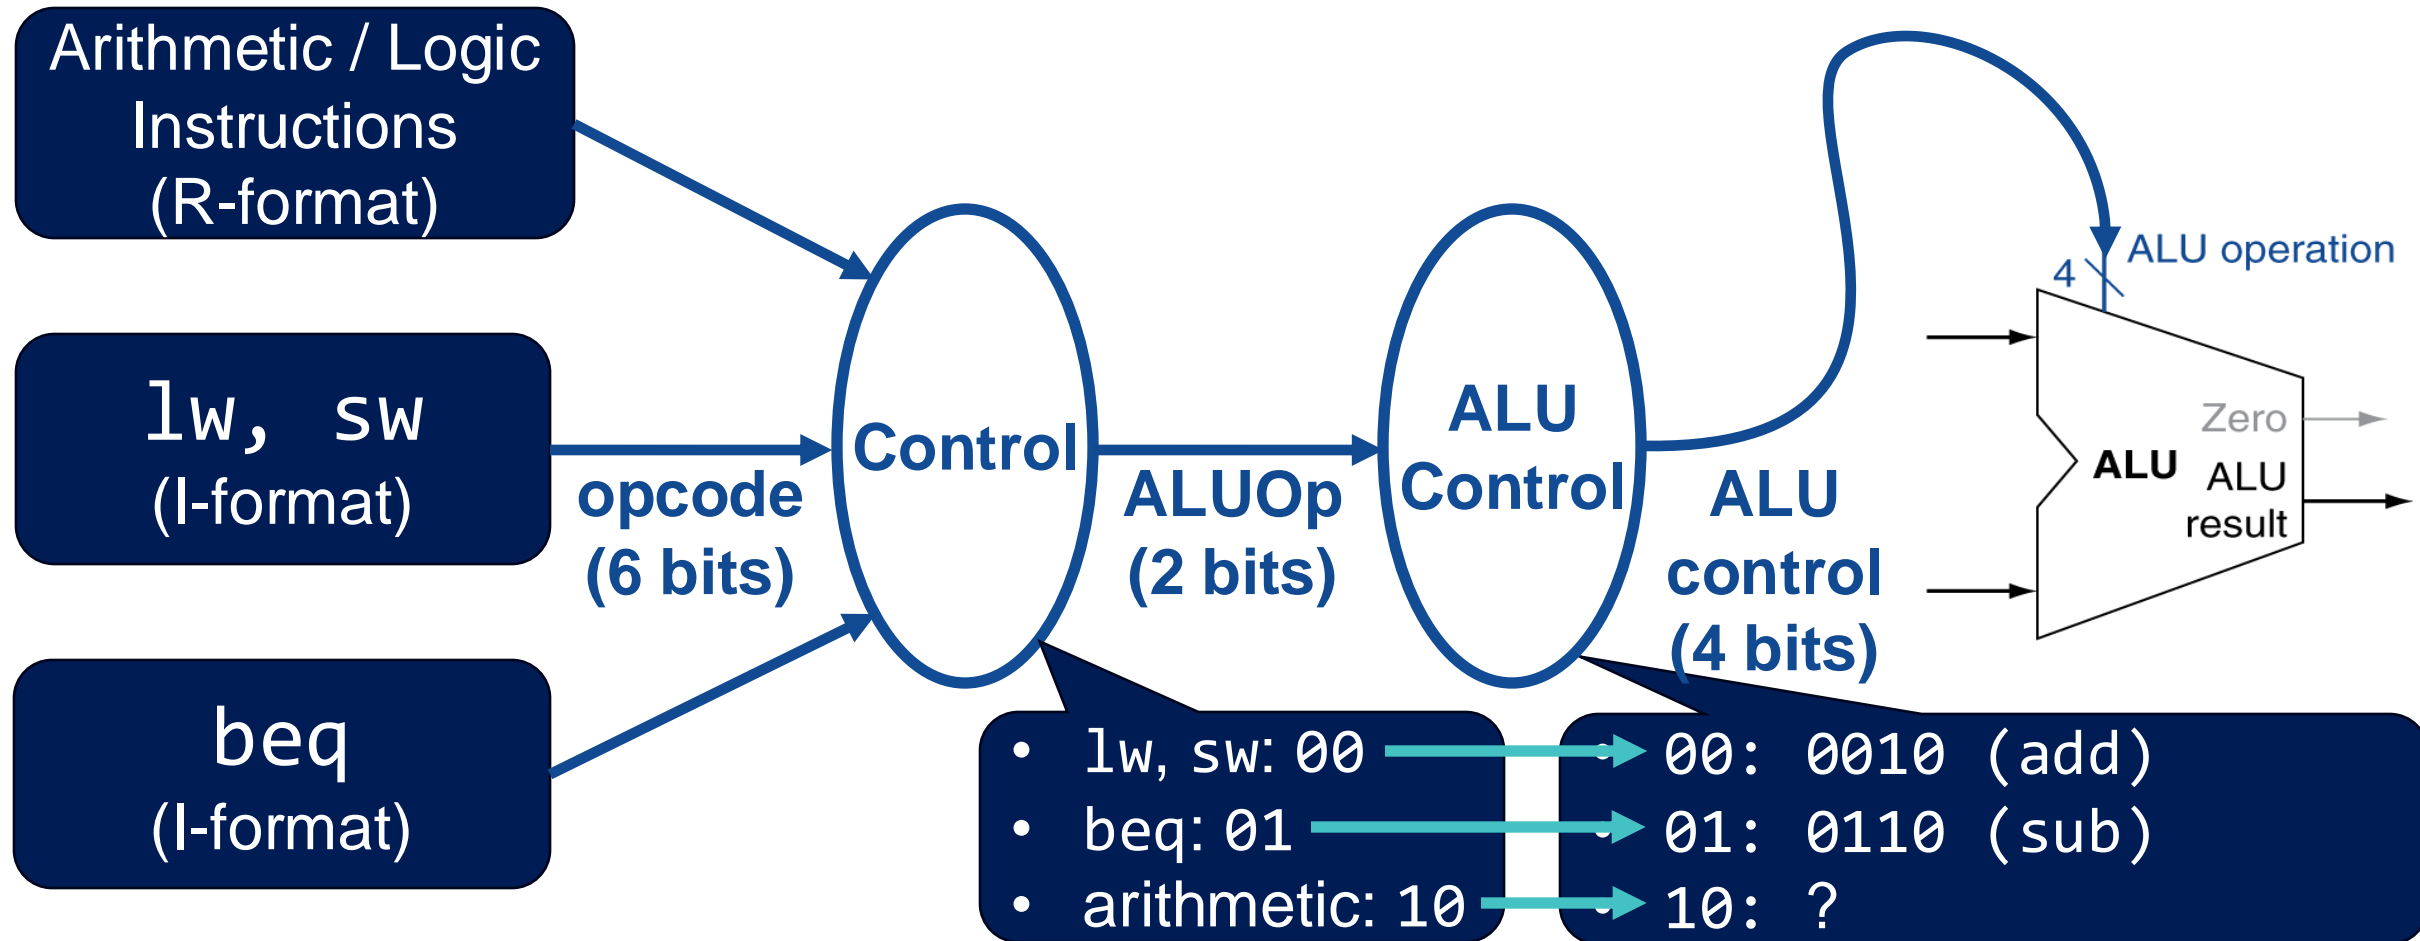 Arithmetic / Logic
Instructions
(R-format)
lw, sw
(I-format)
beq
(I-format)
opcode
(6 bits)
Control
ALUOp
(2 bits)
ALU
Control
ALU
control
(4 bits)
4
ALU operation
Zero
ALU
ALU
result
• lw, sw: 00
• beq: 01
• arithmetic: 10
• 00: 0010 (add)
• 01: 0110 (sub)
• 10: ?